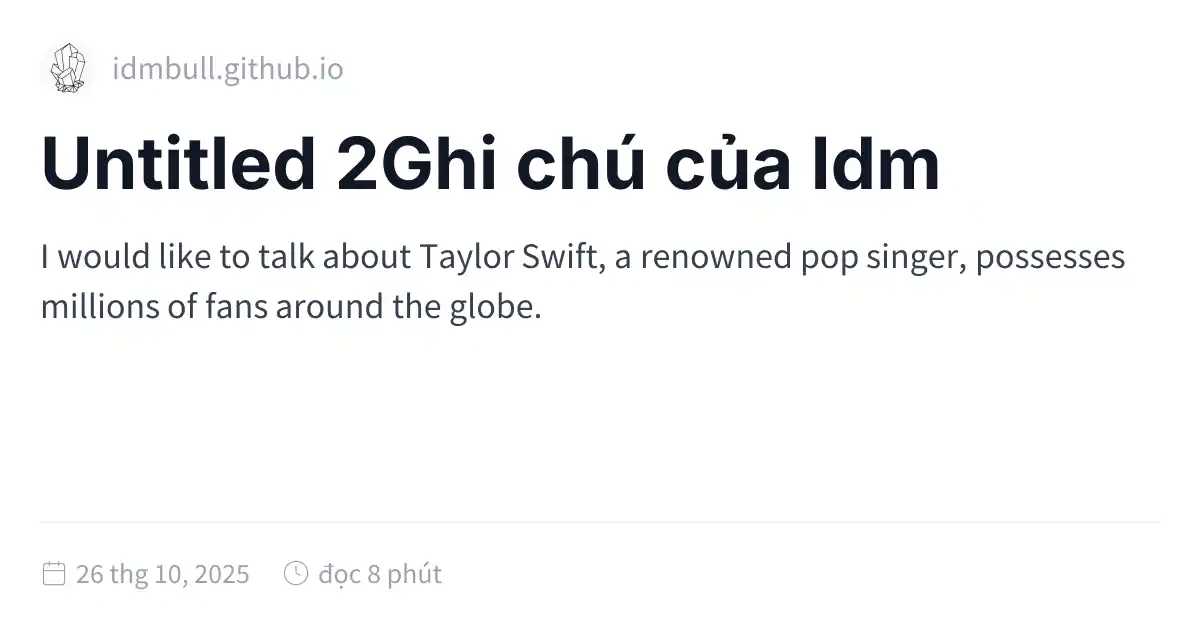 idmbull.github.io
Untitled 2Ghi chú của Idm
I would like to talk about Taylor Swift, a renowned pop singer, possesses
millions of fans around the globe.
26 thg 10, 2025 đọc 8 phút